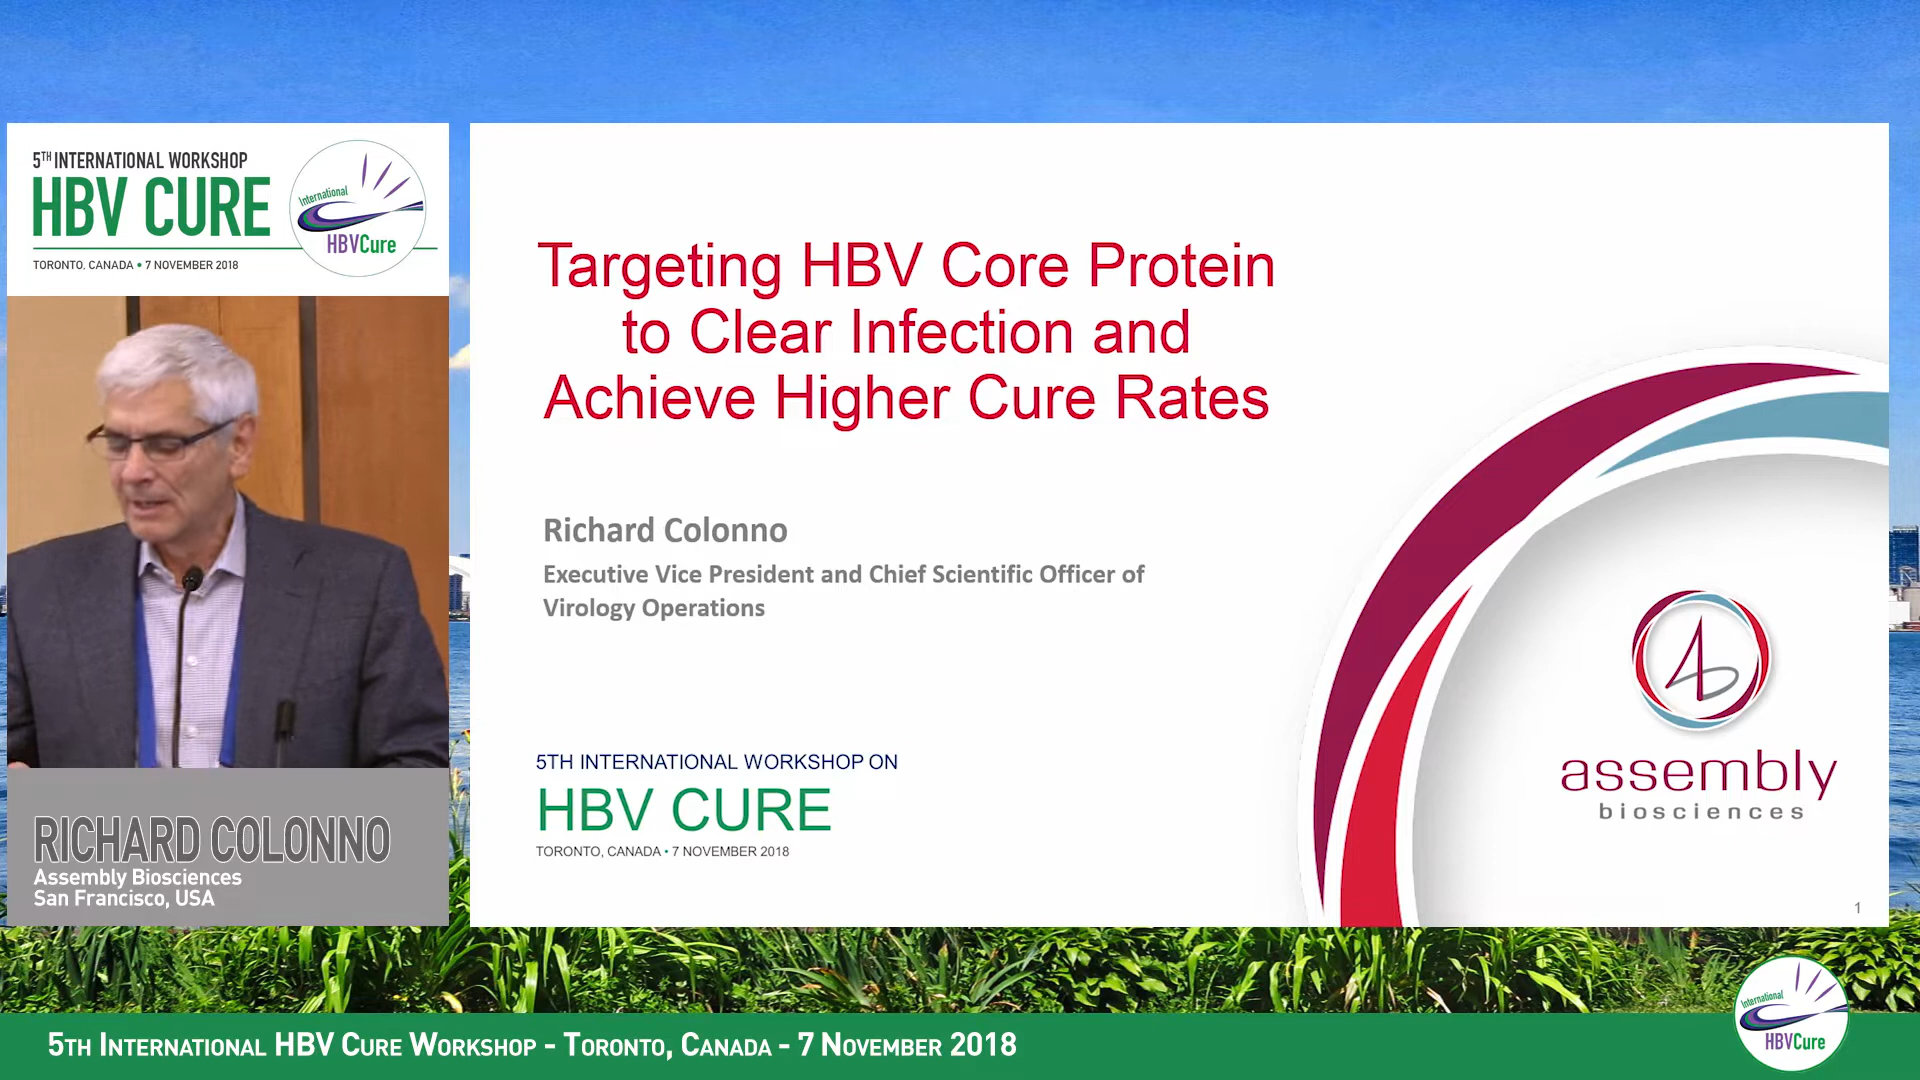 5TH INTERNATIONAL WORKSHOP
HBV CURE
TORONTO, CANADA • 7 NOVEMBER 2018
International
HBVCure
RICHARD COLONNO
Assembly Biosciences
San Francisco, USA
Targeting HBV Core Protein
to Clear Infection and
Achieve Higher Cure Rates
Richard Colonno
Executive Vice President and Chief Scientific Officer of
Virology Operations
5TH INTERNATIONAL WORKSHOP ON
HBV CURE
TORONTO, CANADA • 7 NOVEMBER 2018
assembly
biosciences
1
5TH INTERNATIONAL HBV CURE WORKSHOP - TORONTO, CANADA - 7 NOVEMBER 2018
International
HBVCure